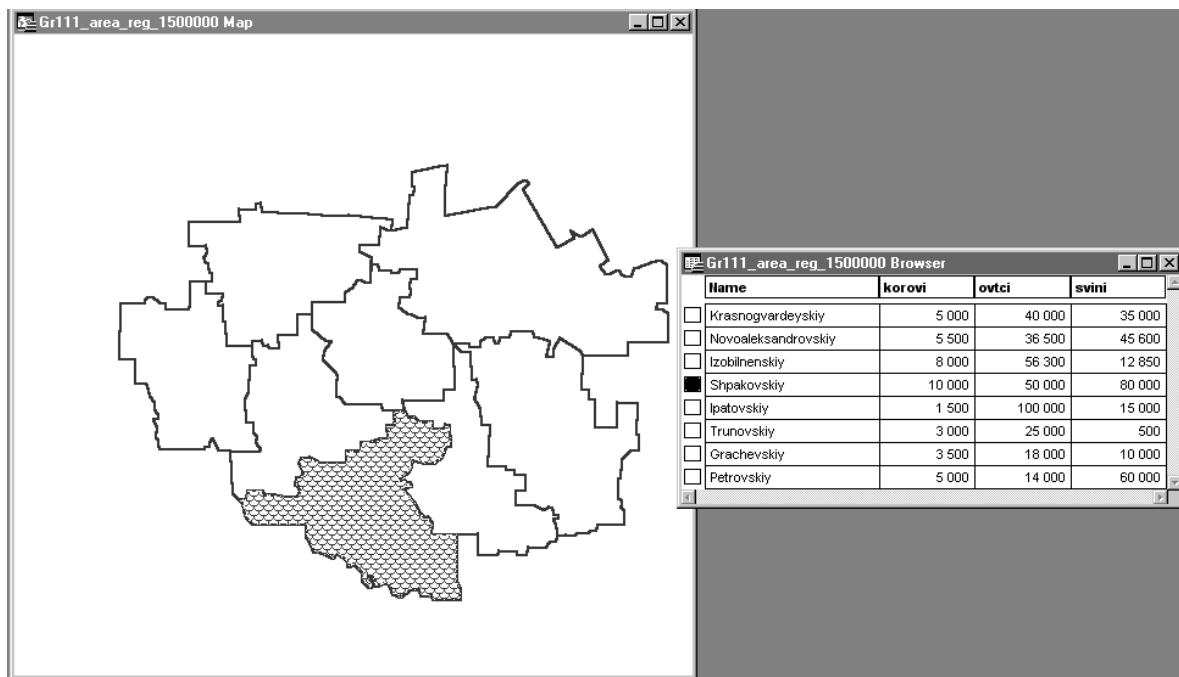 Gr111_area_reg_1500000 Map
Gr111_area_reg_1500000 Browser
Name korovi ovtci svini
Krasnogvardeyskiy 5 000 40 000 35 000
Novoaleksandrovskiy 5 500 36 500 45 600
Izobilnenskiy 8 000 56 300 12 850
Shpakovskiy 10 000 50 000 80 000
Ipatovskiy 1 500 100 000 15 000
Trunovskiy 3 000 25 000 500
Grachevskiy 3 500 18 000 10 000
Petrovskiy 5 000 14 000 60 000